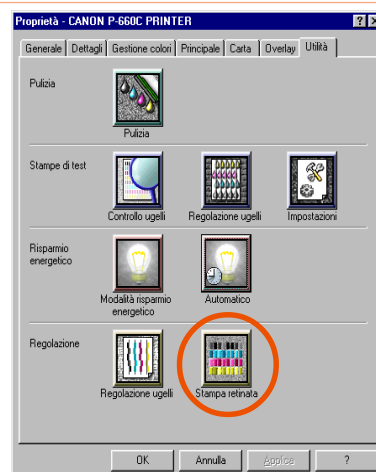 Proprietà - CANON P-660C PRINTER
Generale Dettagli Gestione colori Principale Carta Overlay Utilità
Pulizia
Pulizia
Stampe di test
Controllo ugelli Regolazione ugelli Impostazioni
Risparmio
energetico
Modalità risparmio
energetico
Automatico
Regolazione
Regolazione ugelli Stampa retinata
OK Annulla Applica ?